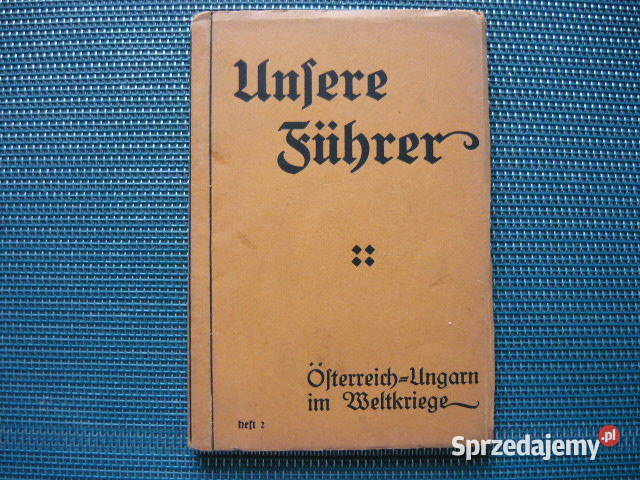 Unſere
Führer
Öſterreich=Ungarn
im Weltkriege
Heft 2
Sprzedajemy.pl